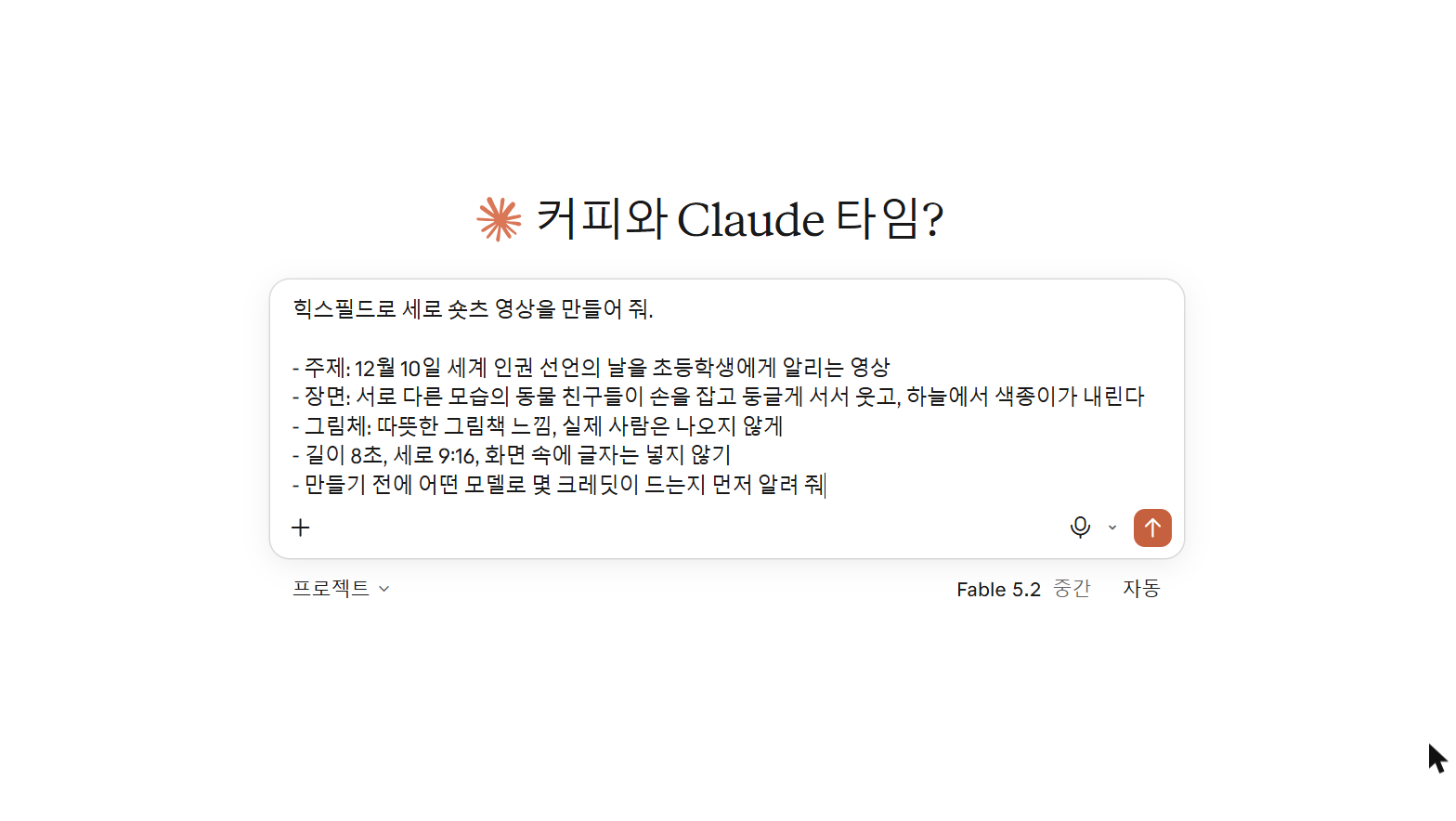 커피와 Claude 타임?
힉스필드로 세로 숏츠 영상을 만들어 줘.
- 주제: 12월 10일 세계 인권 선언의 날을 초등학생에게 알리는 영상
- 장면: 서로 다른 모습의 동물 친구들이 손을 잡고 둥글게 서서 웃고, 하늘에서 색종이가 내린다
- 그림체: 따뜻한 그림책 느낌, 실제 사람은 나오지 않게
- 길이 8초, 세로 9:16, 화면 속에 글자는 넣지 않기
- 만들기 전에 어떤 모델로 몇 크레딧이 드는지 먼저 알려 줘
프로젝트
Fable 5.2 중간 자동